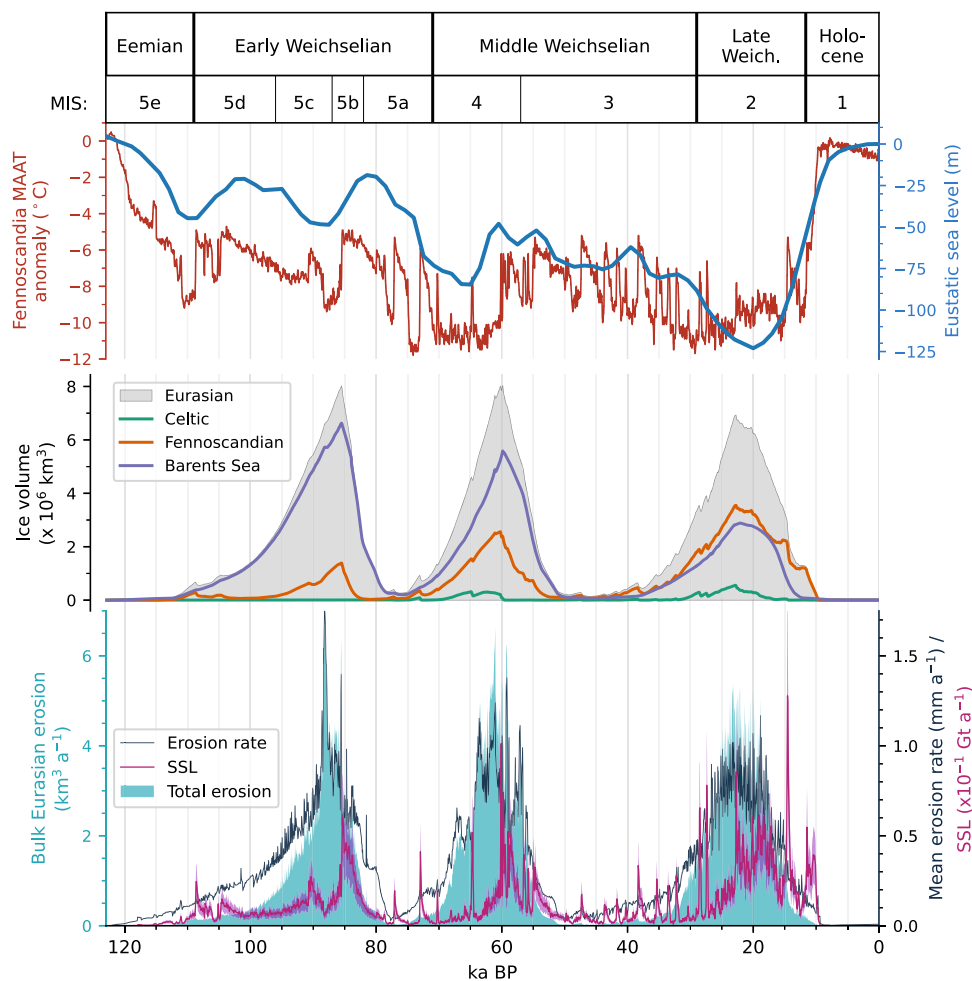 Eemian
Early Weichselian
Middle Weichselian
Late
Weich.
Holo-
cene
MIS:
5e
5d
5c
5b
5a
4
3
2
1
Fennoscandia MAAT
anomaly (°C)
0
−2
−4
−6
−8
−10
−12
0
−25
−50
−75
−100
−125
Eustatic sea level (m)
Ice volume
(x 10⁶ km3)
8
6
4
2
0
Eurasian
Celtic
Fennoscandian
Barents Sea
Bulk Eurasian erosion
(km³ a⁻¹)
6
4
2
0
Erosion rate
SSL
Total erosion
1.5
1.0
0.5
0.0
Mean erosion rate (mm a⁻¹) /
SSL (x10⁻¹ Gt a⁻¹)
120
100
80
60
40
20
0
ka BP